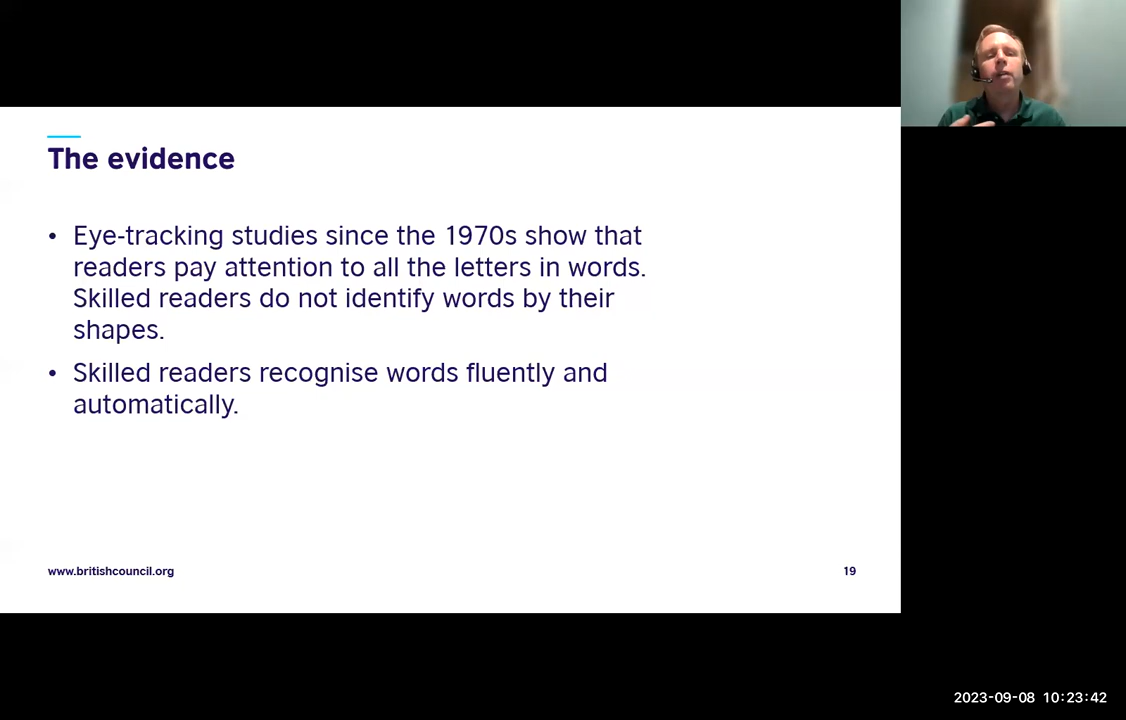 The evidence
• Eye-tracking studies since the 1970s show that
readers pay attention to all the letters in words.
Skilled readers do not identify words by their
shapes.
• Skilled readers recognise words fluently and
automatically.
www.britishcouncil.org
19
2023-09-08 10:23:42